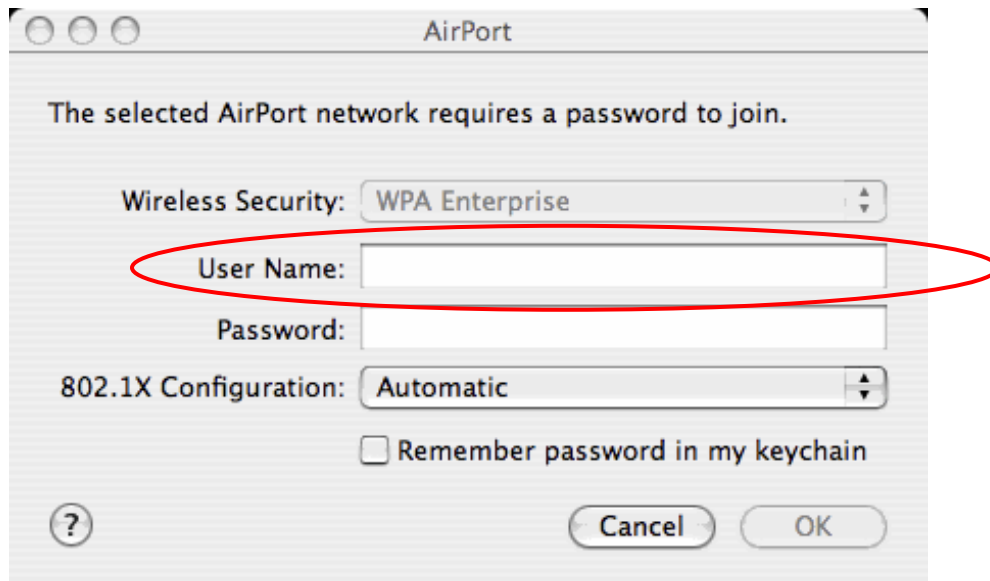 AirPort
The selected AirPort network requires a password to join.
Wireless Security: WPA Enterprise
User Name:
Password:
802.1X Configuration: Automatic
Remember password in my keychain
? Cancel OK